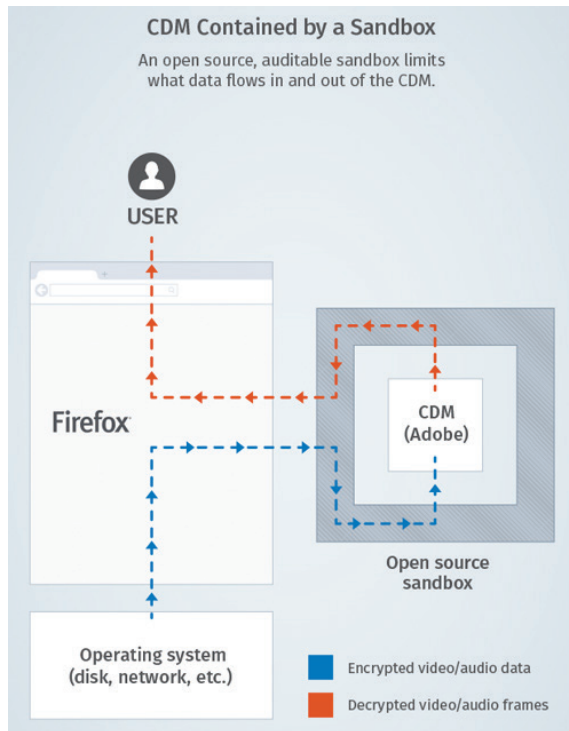 CDM Contained by a Sandbox
An open source, auditable sandbox limits
what data flows in and out of the CDM.
USER
Firefox
CDM
(Adobe)
Open source
sandbox
Operating system
(disk, network, etc.)
Encrypted video/audio data
Decrypted video/audio frames